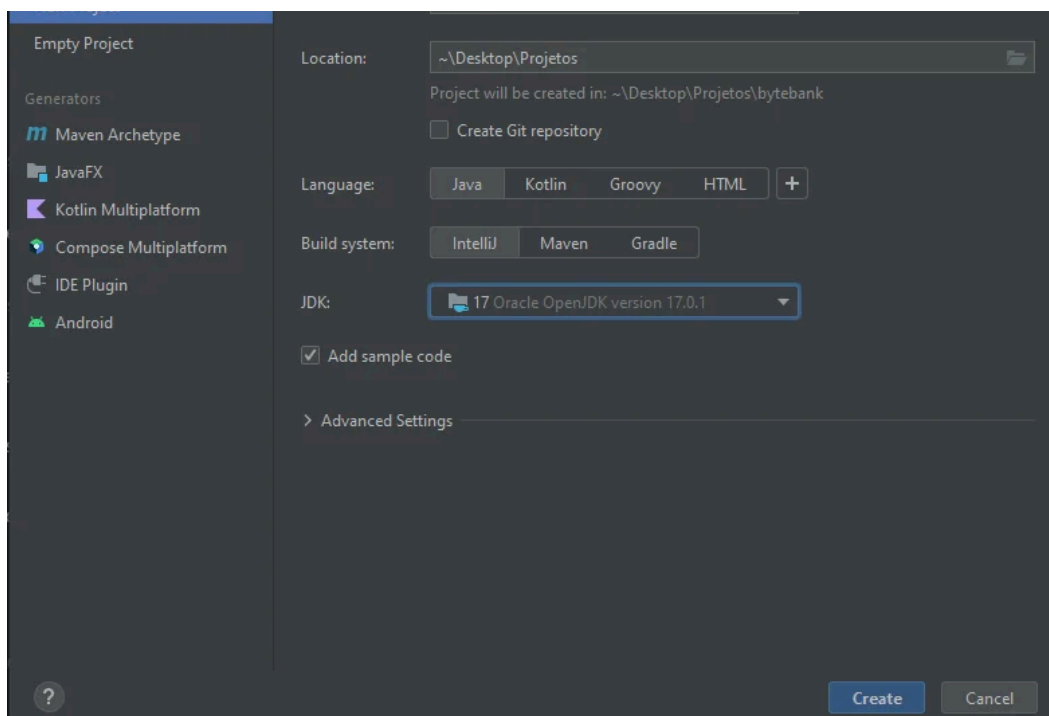 Empty Project
Generators
Maven Archetype
JavaFX
Kotlin Multiplatform
Compose Multiplatform
IDE Plugin
Android
?
Location: ~\Desktop\Projetos
Project will be created in: ~\Desktop\Projetos\bytebank
Create Git repository
Language: Java Kotlin Groovy HTML +
Build system: IntelliJ Maven Gradle
JDK: 17 Oracle OpenJDK version 17.0.1
Add sample code
Advanced Settings
Create Cancel